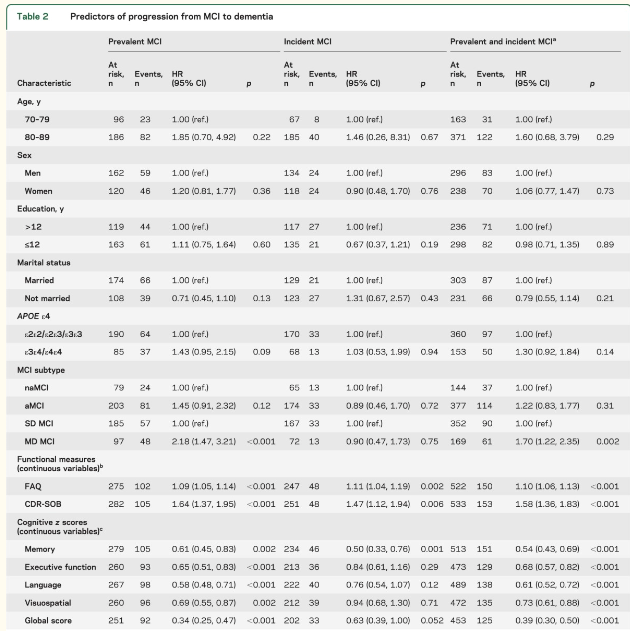 Table 2 Predictors of progression from MCI to dementia
Prevalent MCI Incident MCI Prevalent and incident MCIᵃ
Characteristic At risk, n Events, n HR (95% CI) p At risk, n Events, n HR (95% CI) p At risk, n Events, n HR (95% CI) p
Age, y
70-79 96 23 1.00 (ref.) 67 8 1.00 (ref.) 163 31 1.00 (ref.)
80-89 186 82 1.85 (0.70, 4.92) 0.22 185 40 1.46 (0.26, 8.31) 0.67 371 122 1.60 (0.68, 3.79) 0.29
Sex
Men 162 59 1.00 (ref.) 134 24 1.00 (ref.) 296 83 1.00 (ref.)
Women 120 46 1.20 (0.81, 1.77) 0.36 118 24 0.90 (0.48, 1.70) 0.76 238 70 1.06 (0.77, 1.47) 0.73
Education, y
>12 119 44 1.00 (ref.) 117 27 1.00 (ref.) 236 71 1.00 (ref.)
≤12 163 61 1.11 (0.75, 1.64) 0.60 135 21 0.67 (0.37, 1.21) 0.19 298 82 0.98 (0.71, 1.35) 0.89
Marital status
Married 174 66 1.00 (ref.) 129 21 1.00 (ref.) 303 87 1.00 (ref.)
Not married 108 39 0.71 (0.45, 1.10) 0.13 123 27 1.31 (0.67, 2.57) 0.43 231 66 0.79 (0.55, 1.14) 0.21
APOE ε4
ε2ε2/ε2ε3/ε3ε3 190 64 1.00 (ref.) 170 33 1.00 (ref.) 360 97 1.00 (ref.)
ε3ε4/ε4ε4 85 37 1.43 (0.95, 2.15) 0.09 68 13 1.03 (0.53, 1.99) 0.94 153 50 1.30 (0.92, 1.84) 0.14
MCI subtype
naMCI 79 24 1.00 (ref.) 65 13 1.00 (ref.) 144 37 1.00 (ref.)
aMCI 203 81 1.45 (0.91, 2.32) 0.12 174 33 0.89 (0.46, 1.70) 0.72 377 114 1.22 (0.83, 1.77) 0.31
SD MCI 185 57 1.00 (ref.) 167 33 1.00 (ref.) 352 90 1.00 (ref.)
MD MCI 97 48 2.18 (1.47, 3.21) <0.001 72 13 0.90 (0.47, 1.73) 0.75 169 61 1.70 (1.22, 2.35) 0.002
Functional measures
(continuous variables)ᵇ
FAQ 275 102 1.09 (1.05, 1.14) <0.001 247 48 1.11 (1.04, 1.19) 0.002 522 150 1.10 (1.06, 1.13) <0.001
CDR-SOB 282 105 1.64 (1.37, 1.95) <0.001 251 48 1.47 (1.12, 1.94) 0.006 533 153 1.58 (1.36, 1.83) <0.001
Cognitive z scores
(continuous variables)ᶜ
Memory 279 105 0.61 (0.45, 0.83) 0.002 234 46 0.50 (0.33, 0.76) 0.001 513 151 0.54 (0.43, 0.69) <0.001
Executive function 260 93 0.65 (0.51, 0.83) <0.001 213 36 0.84 (0.61, 1.16) 0.29 473 129 0.68 (0.57, 0.82) <0.001
Language 267 98 0.58 (0.48, 0.71) <0.001 222 40 0.76 (0.54, 1.07) 0.12 489 138 0.61 (0.52, 0.72) <0.001
Visuospatial 260 96 0.69 (0.55, 0.87) 0.002 212 39 0.94 (0.68, 1.30) 0.71 472 135 0.73 (0.61, 0.88) <0.001
Global score 251 92 0.34 (0.25, 0.47) <0.001 202 33 0.63 (0.39, 1.00) 0.052 453 125 0.39 (0.30, 0.50) <0.001